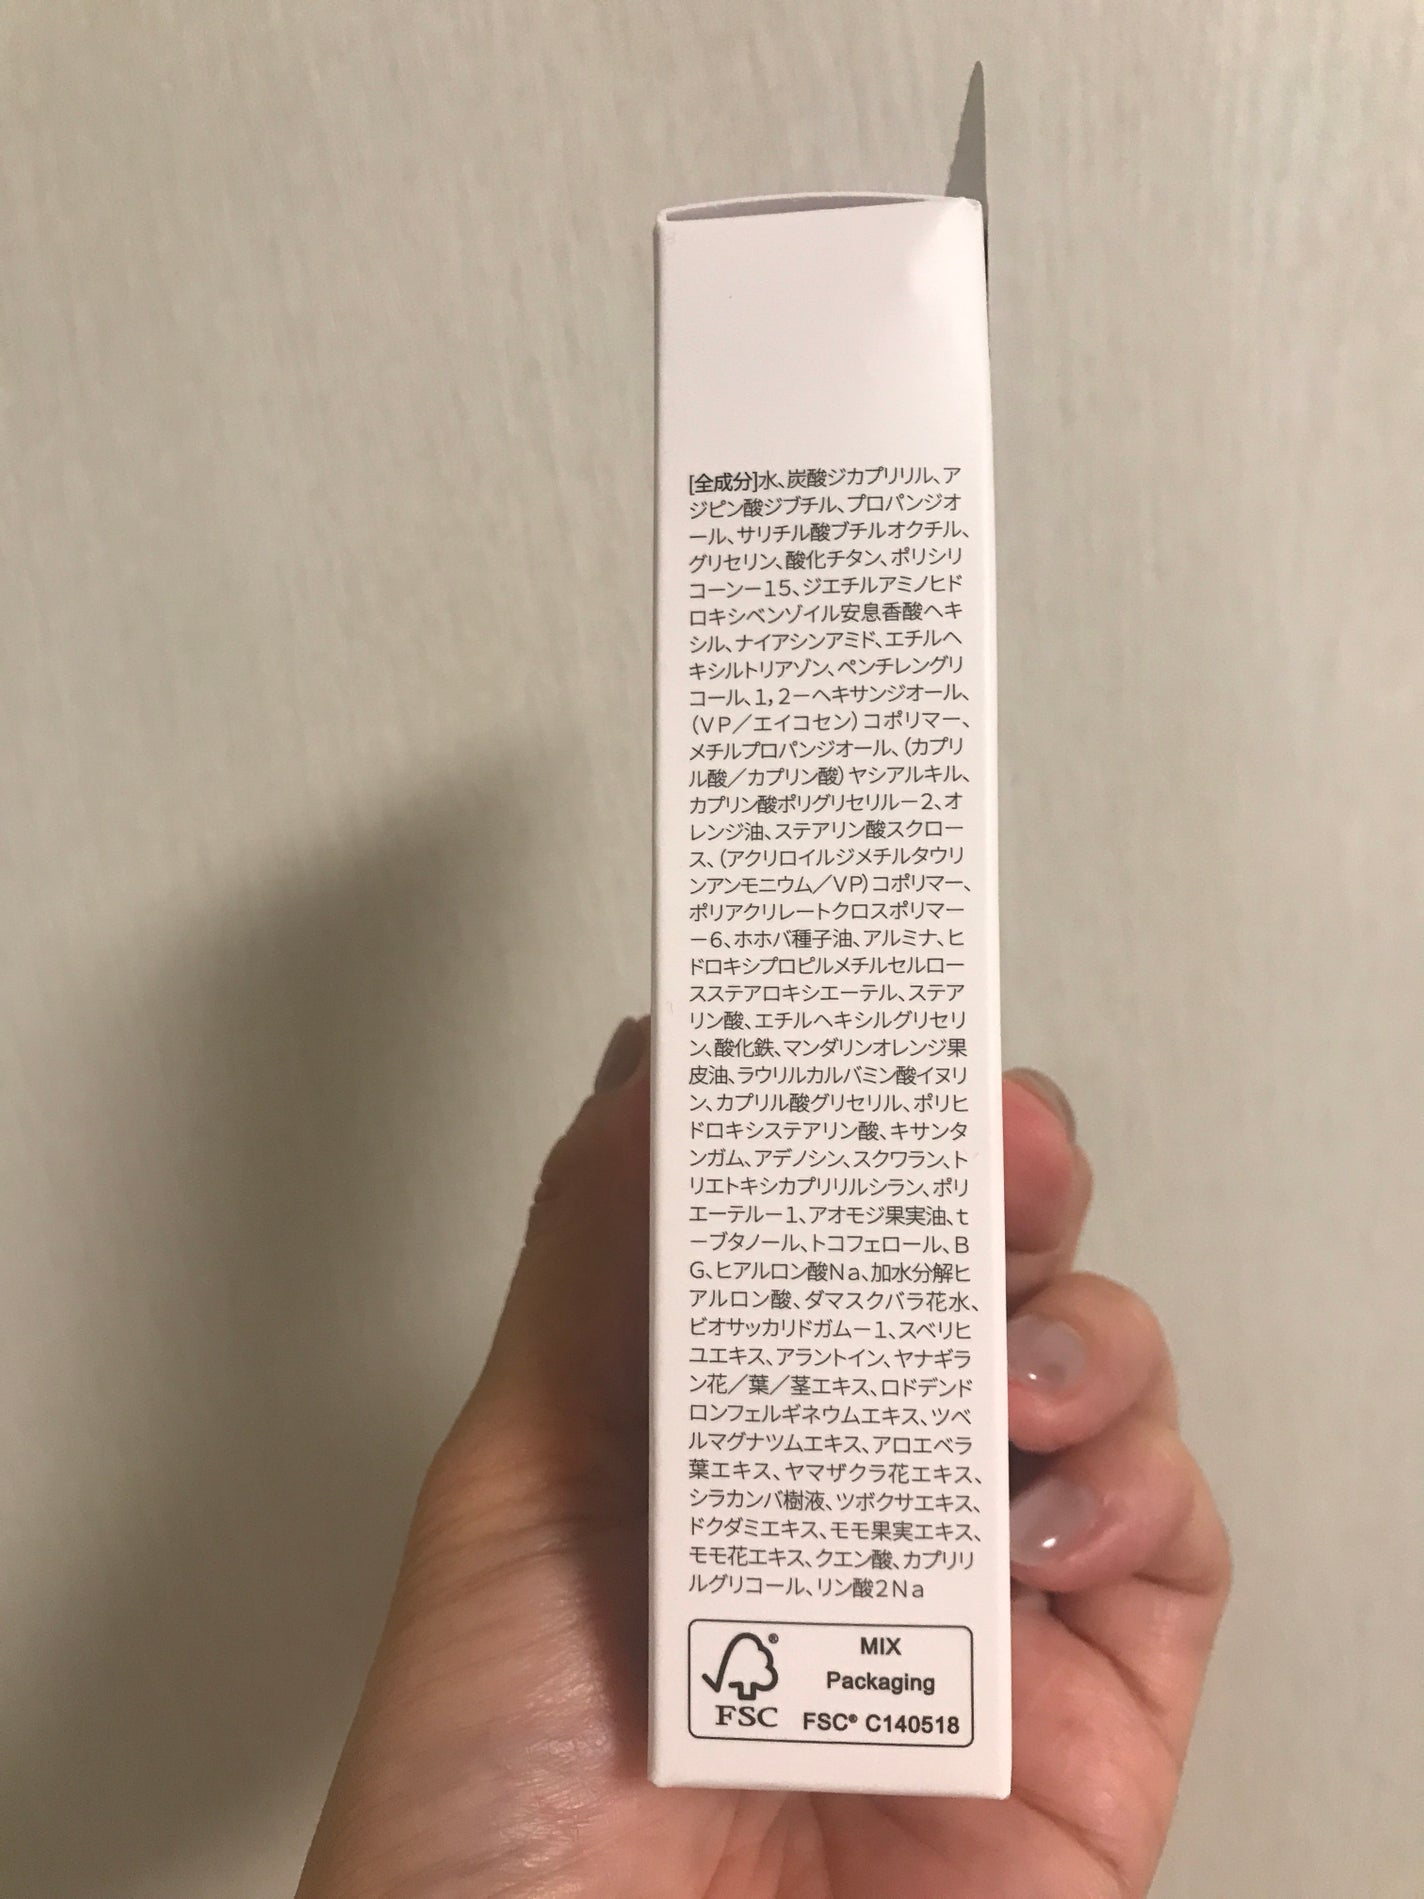 [全成分]水、炭酸ジカプリリル、ア
ジピン酸ジブチル、プロパンジオ
ール、サリチル酸ブチルオクチル、
グリセリン、酸化チタン、ポリシリ
コーン－15、ジエチルアミノヒド
ロキシベンゾイル安息香酸ヘキ
シル、ナイアシンアミド、エチルヘ
キシルトリアゾン、ペンチレングリ
コール、1,2－ヘキサンジオール、
(VP／エイコセン)コポリマー、
メチルプロパンジオール、(カプリ
ル酸／カプリン酸)ヤシアルキル、
カプリン酸ポリグリセリル－2、オ
レンジ油、ステアリン酸スクロー
ス、(アクリロイルジメチルタウリ
ンアンモニウム／VP)コポリマー、
ポリアクリレートクロスポリマー
－6、ホホバ種子油、アルミナ、ヒ
ドロキシプロピルメチルセルロー
スステアロキシエーテル、ステア
リン酸、エチルヘキシルグリセリ
ン、酸化鉄、マンダリンオレンジ果
皮油、ラウリルカルバミン酸イヌリ
ン、カプリル酸グリセリル、ポリヒ
ドロキシステアリン酸、キサンタ
ンガム、アデノシン、スクワラン、ト
リエトキシカプリリルシラン、ポリ
エーテル－1、アオモジ果実油、t
－ブタノール、トコフェロール、B
G、ヒアルロン酸Na、加水分解ヒ
アルロン酸、ダマスクバラ花水、
ビオサッカリドガム－1、スベリヒ
ユエキス、アラントイン、ヤナギラ
ン花／葉／茎エキス、ロドデンド
ロンフェルギネウムエキス、ツベ
ルマグナツムエキス、アロエベラ
葉エキス、ヤマザクラ花エキス、
シラカンバ樹液、ツボクサエキス、
ドクダミエキス、モモ果実エキス、
モモ花エキス、クエン酸、カプリリ
ルグリコール、リン酸2Na
MIX
Packaging
FSC
FSC® C140518